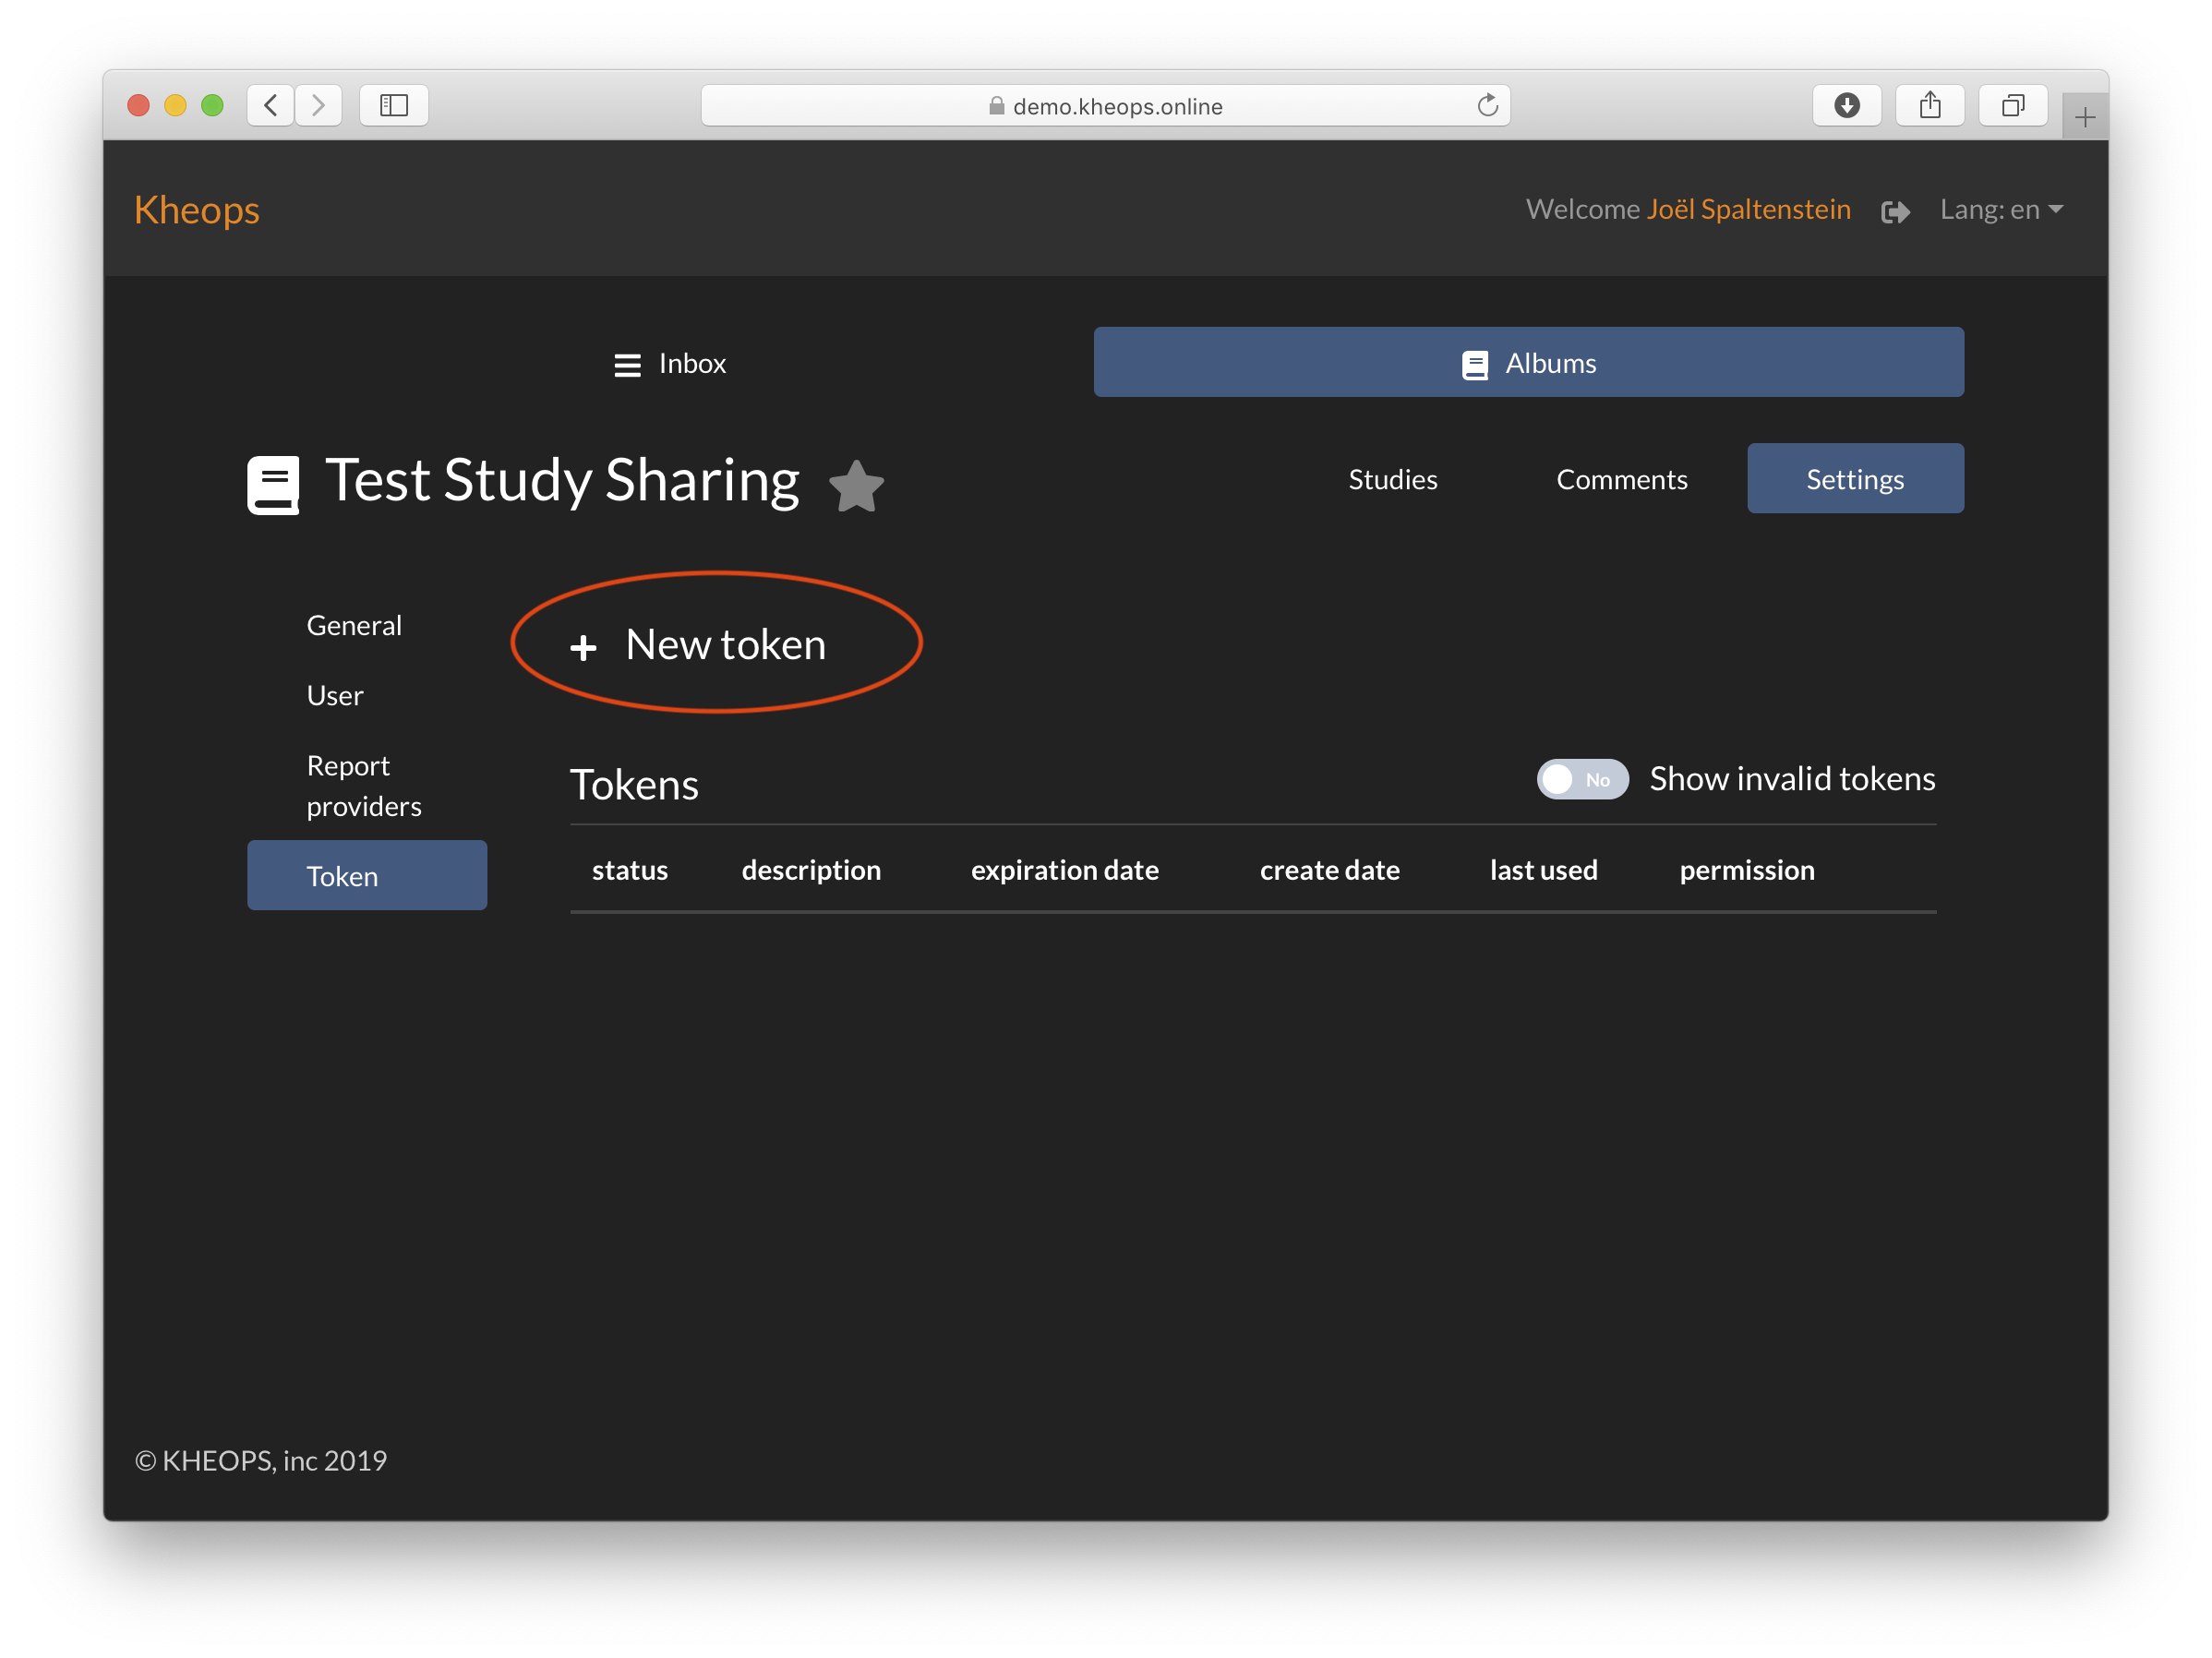 demo.kheops.online
Kheops
Welcome Joël Spaltenstein
Lang: en
Inbox
Albums
Test Study Sharing
Studies
Comments
Settings
General
User
Report
providers
Token
New token
Tokens
No
Show invalid tokens
status description expiration date create date last used permission
© KHEOPS, inc 2019